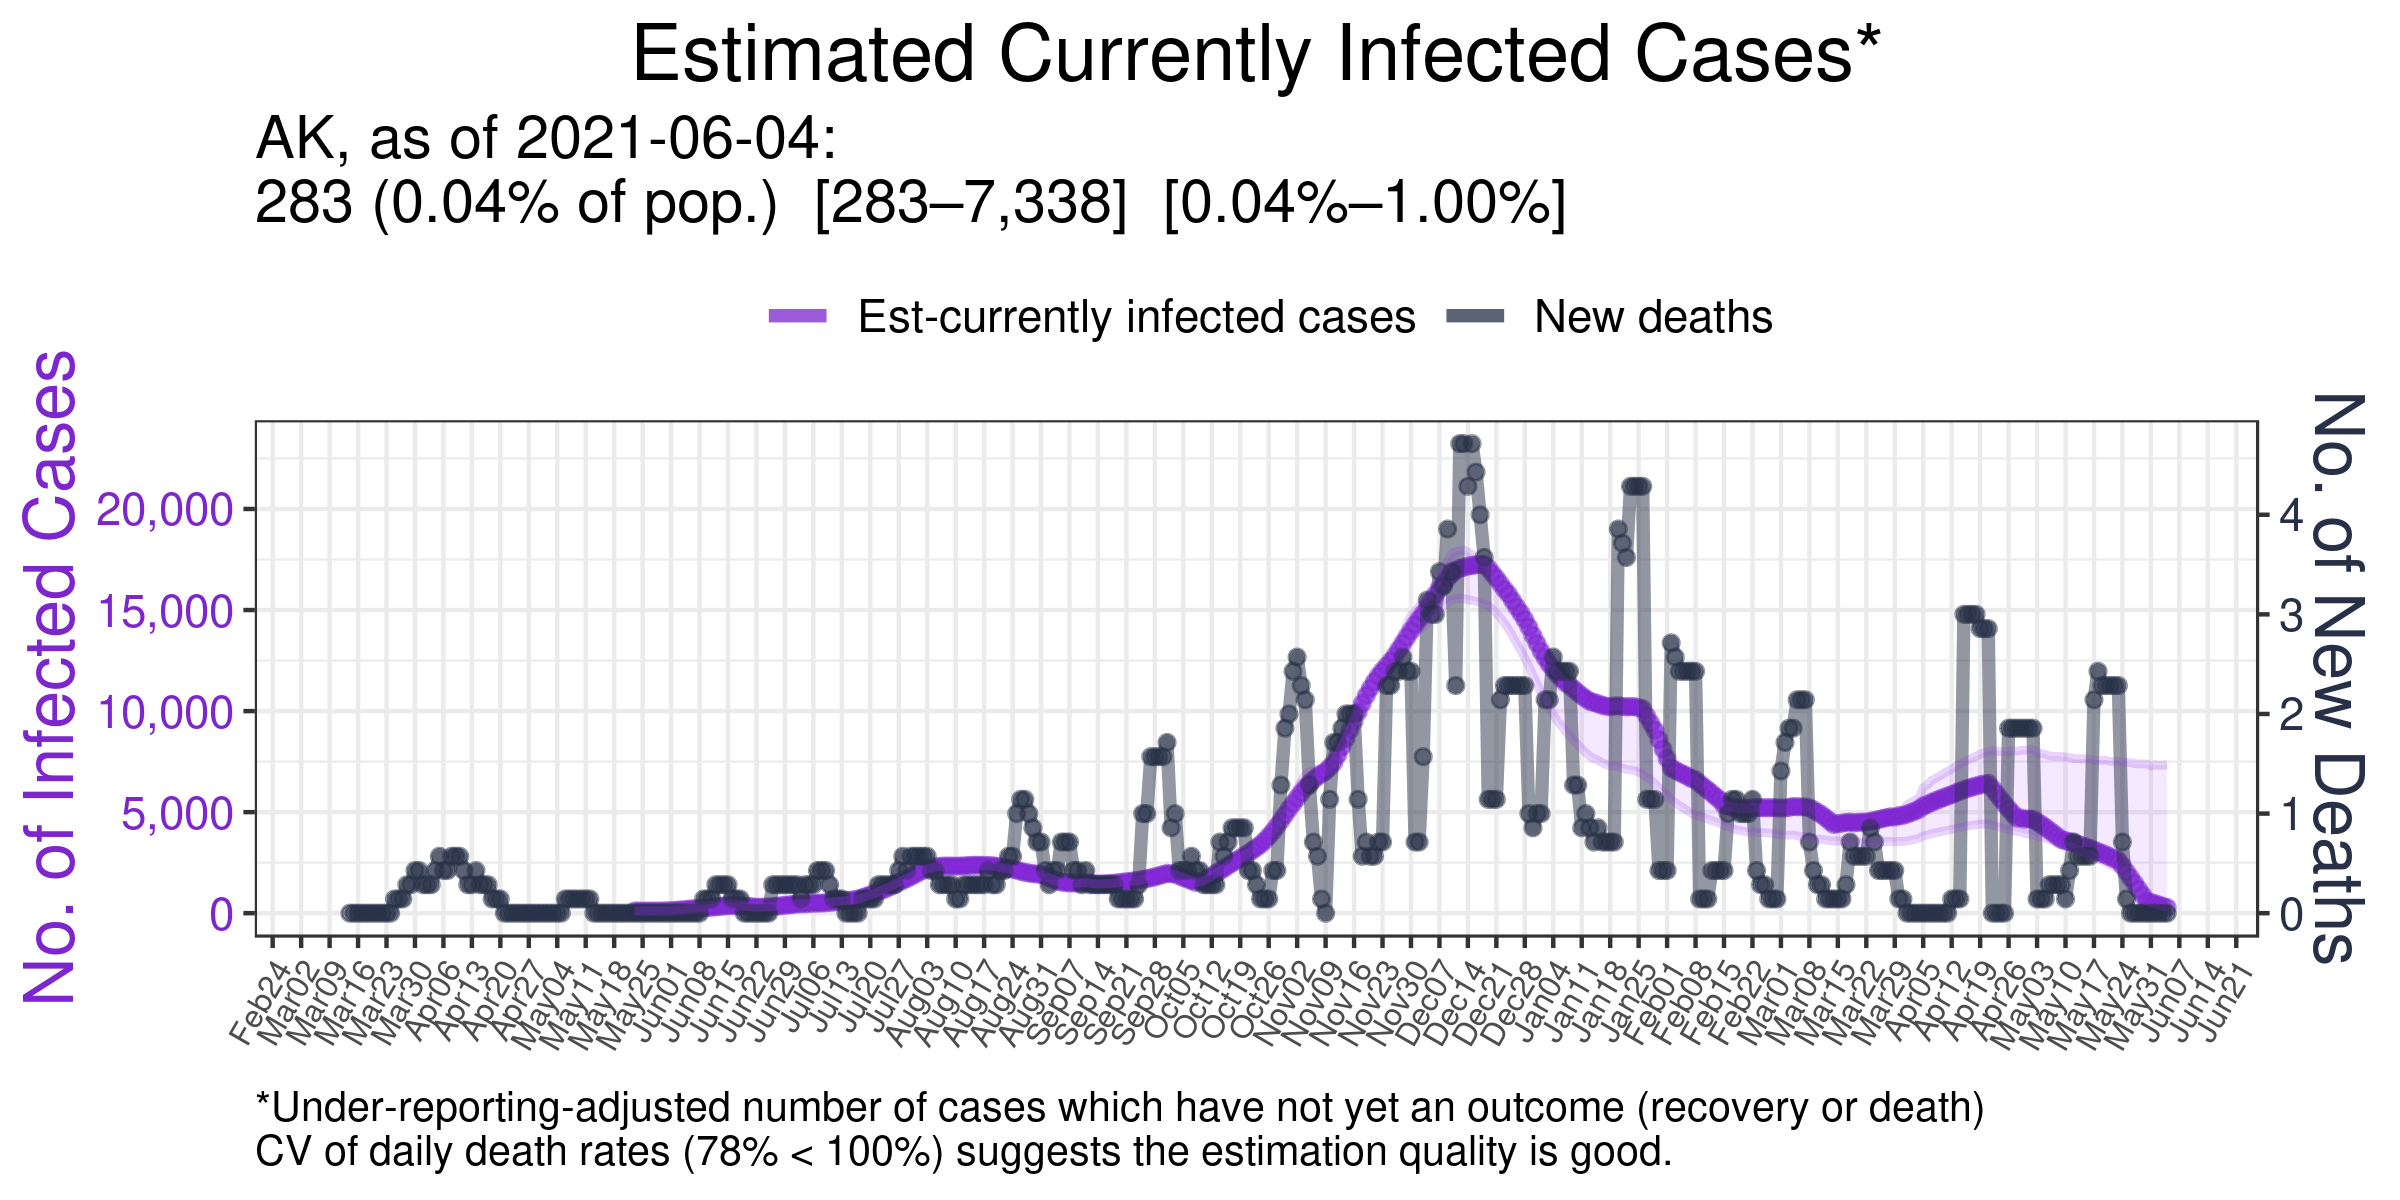 Estimated Currently Infected Cases*
AK, as of 2021-06-04:
283 (0.04% of pop.) [283–7,338] [0.04%–1.00%]
Est-currently infected cases
New deaths
No. of Infected Cases
20,000
15,000
10,000
5,000
0
No. of New Deaths
4
3
2
1
0
Feb24
Mar02
Mar09
Mar16
Mar23
Mar30
Apr06
Apr13
Apr20
Apr27
May04
May11
May18
May25
Jun01
Jun08
Jun15
Jun22
Jun29
Jul06
Jul13
Jul20
Jul27
Aug03
Aug10
Aug17
Aug24
Aug31
Sep07
Sep14
Sep21
Sep28
Oct05
Oct12
Oct19
Oct26
Nov02
Nov09
Nov16
Nov23
Nov30
Dec07
Dec14
Dec21
Dec28
Jan04
Jan11
Jan18
Jan25
Feb01
Feb08
Feb15
Feb22
Mar01
Mar08
Mar15
Mar22
Mar29
Apr05
Apr12
Apr19
Apr26
May03
May10
May17
May24
May31
Jun07
Jun14
Jun21
*Under-reporting-adjusted number of cases which have not yet an outcome (recovery or death)
CV of daily death rates (78% < 100%) suggests the estimation quality is good.